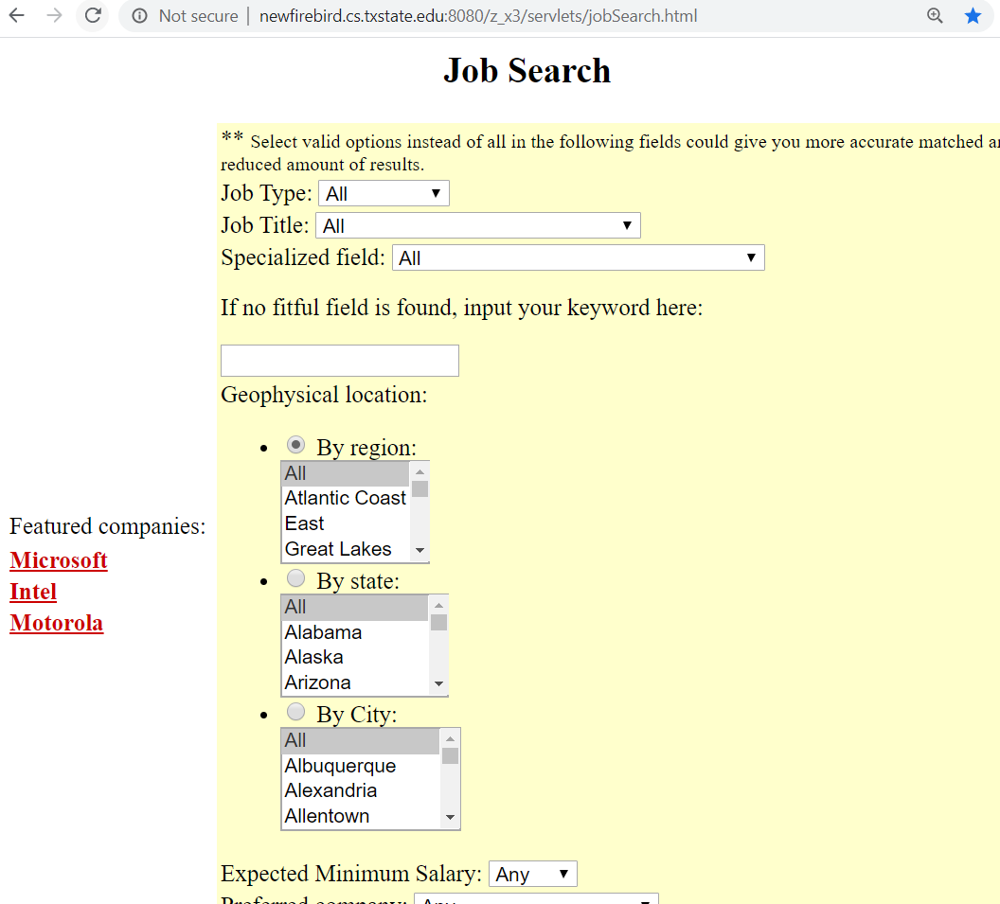 Not secure | newfirebird.cs.txstate.edu:8080/z_x3/servlets/jobSearch.html
Job Search
** Select valid options instead of all in the following fields could give you more accurate matched
reduced amount of results.
Job Type: All
Job Title: All
Specialized field: All
If no fitful field is found, input your keyword here:
Geophysical location:
By region:
All
Atlantic Coast
East
Great Lakes
By state:
All
Alabama
Alaska
Arizona
By City:
All
Albuquerque
Alexandria
Allentown
Expected Minimum Salary: Any
Preferred company: Any
Featured companies:
Microsoft
Intel
Motorola